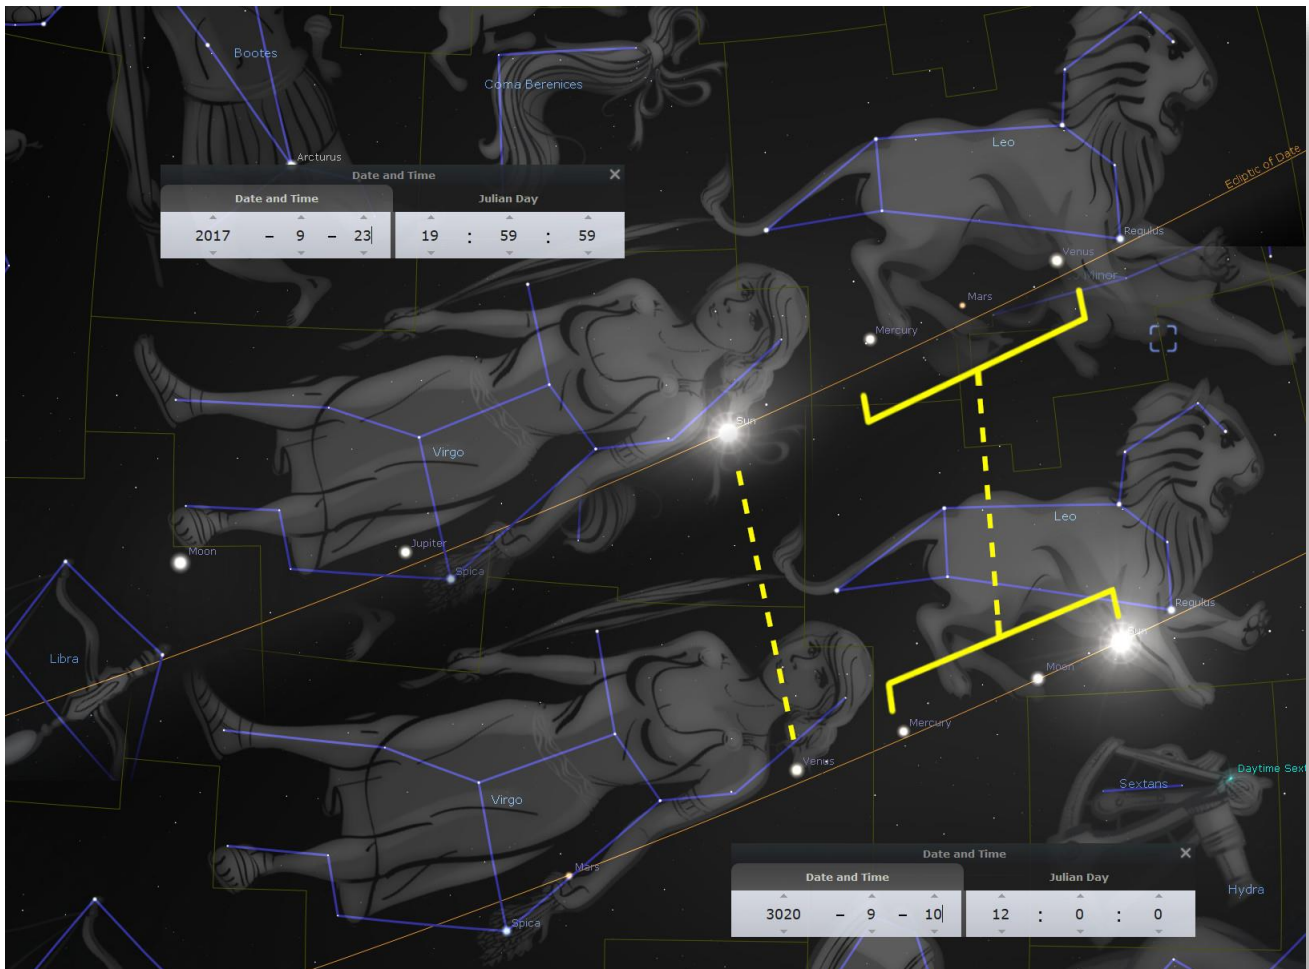 Bootes
Coma Berenices
Arcturus
Leo
Ecliptic of Date
Date and Time
Date and Time Julian Day
2017 - 9 - 23 19 : 59 : 59
Regulus
Venus
Minor
Mars
Mercury
Sun
Virgo
Moon
Jupiter
Spica
Leo
Libra
Regulus
Sun
Moon
Mercury
Venus
Daytime Sext
Sextans
Virgo
Mars
Date and Time
Date and Time Julian Day
3020 - 9 - 10 12 : 0 : 0
Hydra
Spica